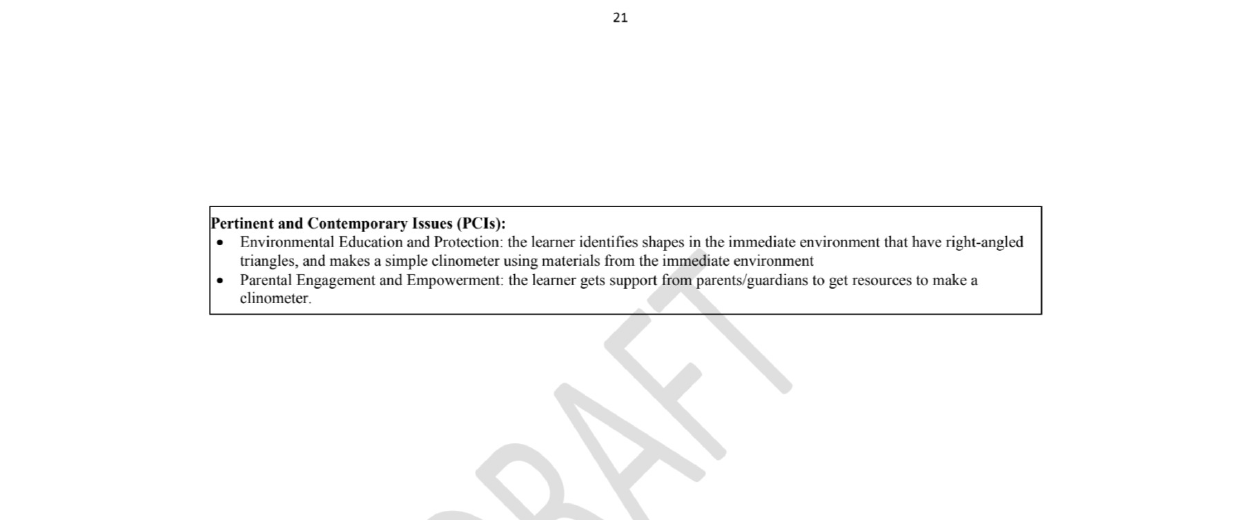 21
Pertinent and Contemporary Issues (PCIs):
• Environmental Education and Protection: the learner identifies shapes in the immediate environment that have right-angled
triangles, and makes a simple clinometer using materials from the immediate environment
• Parental Engagement and Empowerment: the learner gets support from parents/guardians to get resources to make a
clinometer.
DRAFT